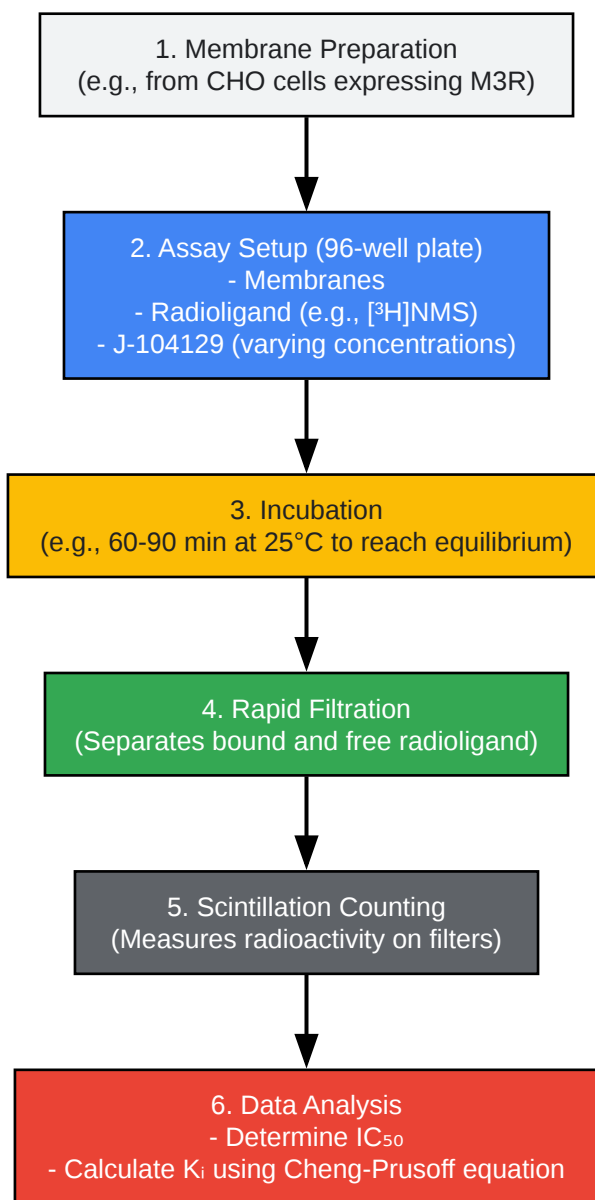 1. Membrane Preparation
(e.g., from CHO cells expressing M3R)
2. Assay Setup (96-well plate)
- Membranes
- Radioligand (e.g., [³H]NMS)
- J-104129 (varying concentrations)
3. Incubation
(e.g., 60-90 min at 25°C to reach equilibrium)
4. Rapid Filtration
(Separates bound and free radioligand)
5. Scintillation Counting
(Measures radioactivity on filters)
6. Data Analysis
- Determine IC₅₀
- Calculate Kᵢ using Cheng-Prusoff equation